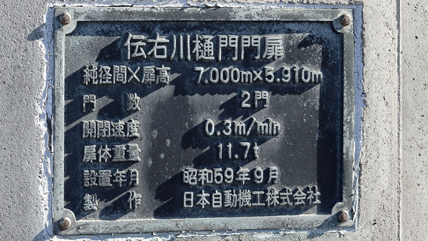 伝右川樋門門扉
純径間×扉高 7.000m×3.910m
門数 2門
開閉速度 0.3m/min
扉体重量 11.7t
設置年月 昭和59年9月
製作 日本自動機工株式会社